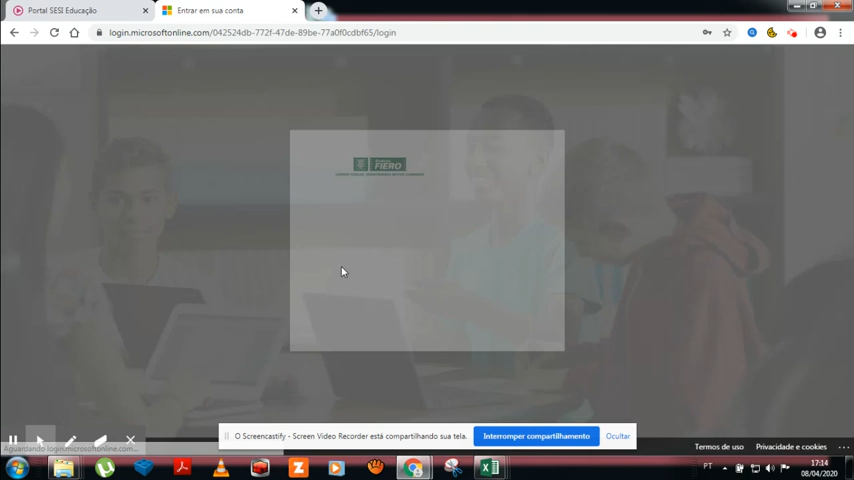 Portal SESI Educação
Entrar em sua conta
login.microsoftonline.com/042524db-772f-47de-89be-77a0f0cdbf65/login
FIERO
O Screencastify - Screen Video Recorder está compartilhando sua tela.
Interromper compartilhamento
Ocultar
Aguardando login.microsoftonline.com...
Termos de uso
Privacidade e cookies
PT
17:14
08/04/2020